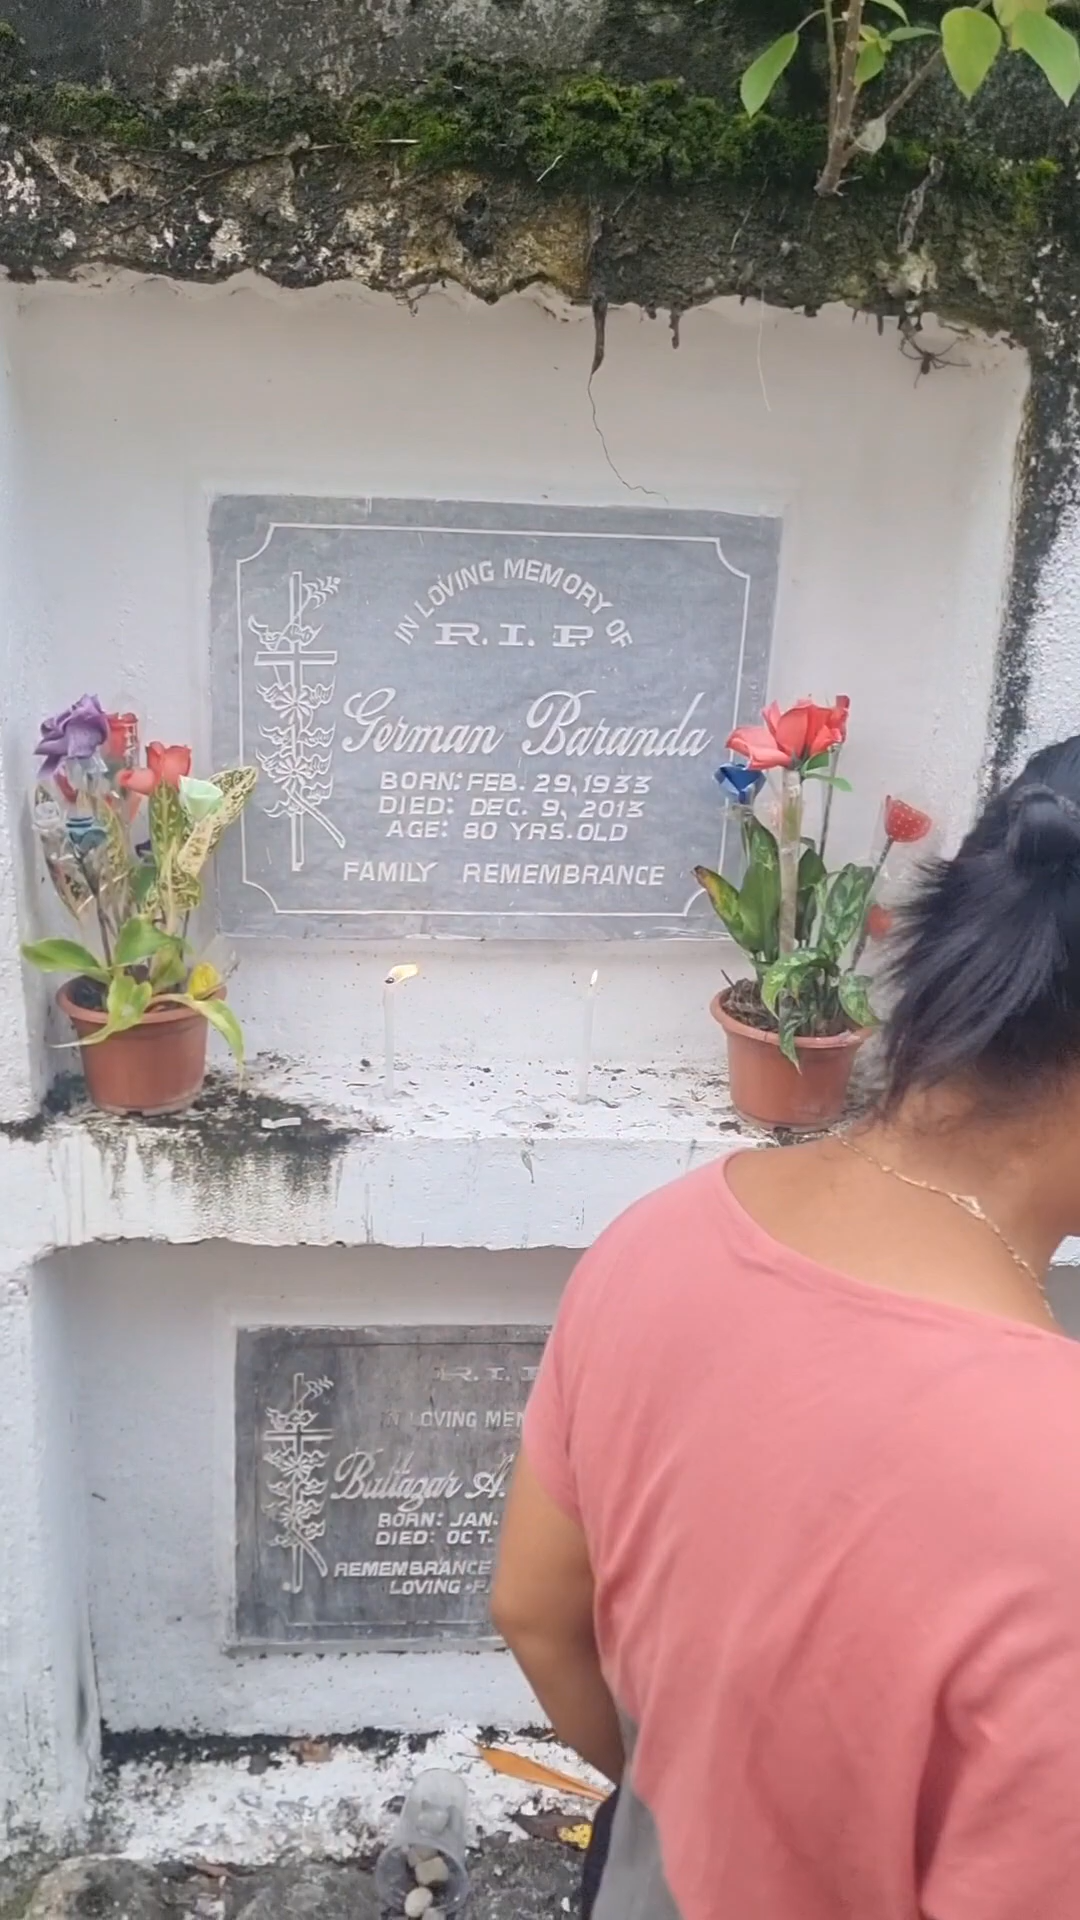 IN LOVING MEMORY OF
R.I.P.
German Baranda
BORN: FEB. 29, 1933
DIED: DEC. 9, 2013
AGE: 80 YRS. OLD
FAMILY REMEMBRANCE
R.I.
IN LOVING
Baltazar A.
BORN: JAN.
DIED: OCT.
REMEMBRANCE
LOVING